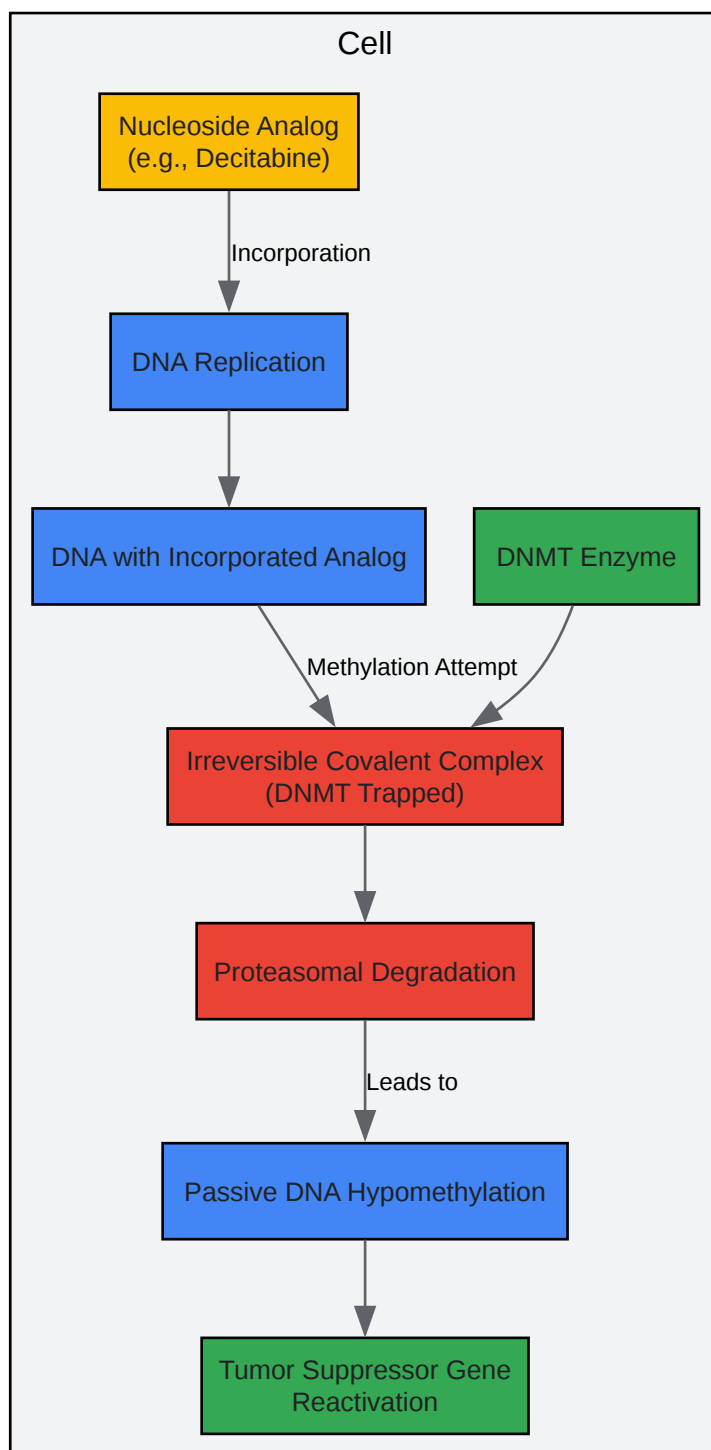 Cell
Nucleoside Analog
(e.g., Decitabine)
Incorporation
DNA Replication
DNA with Incorporated Analog
DNMT Enzyme
Methylation Attempt
Irreversible Covalent Complex
(DNMT Trapped)
Proteasomal Degradation
Leads to
Passive DNA Hypomethylation
Tumor Suppressor Gene
Reactivation